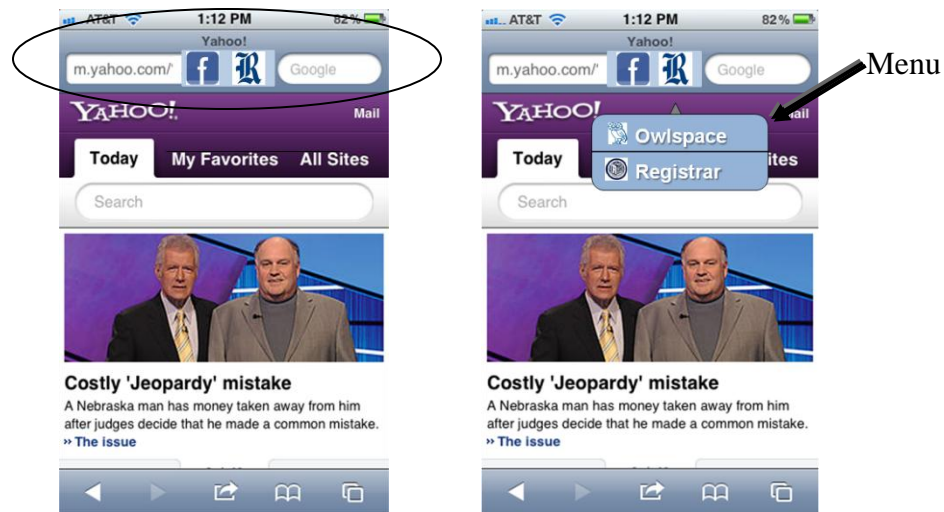 AT&T 1:12 PM 82%
Yahoo!
m.yahoo.com/' f R Google
YAHOO! Mail
Today My Favorites All Sites
Search
Costly 'Jeopardy' mistake
A Nebraska man has money taken away from him
after judges decide that he made a common mistake.
›› The issue
AT&T 1:12 PM 82%
Yahoo!
m.yahoo.com/' f R Google
Menu
YAHOO! ail
Owlspace
Today ites
Registrar
Search
Costly 'Jeopardy' mistake
A Nebraska man has money taken away from him
after judges decide that he made a common mistake.
›› The issue